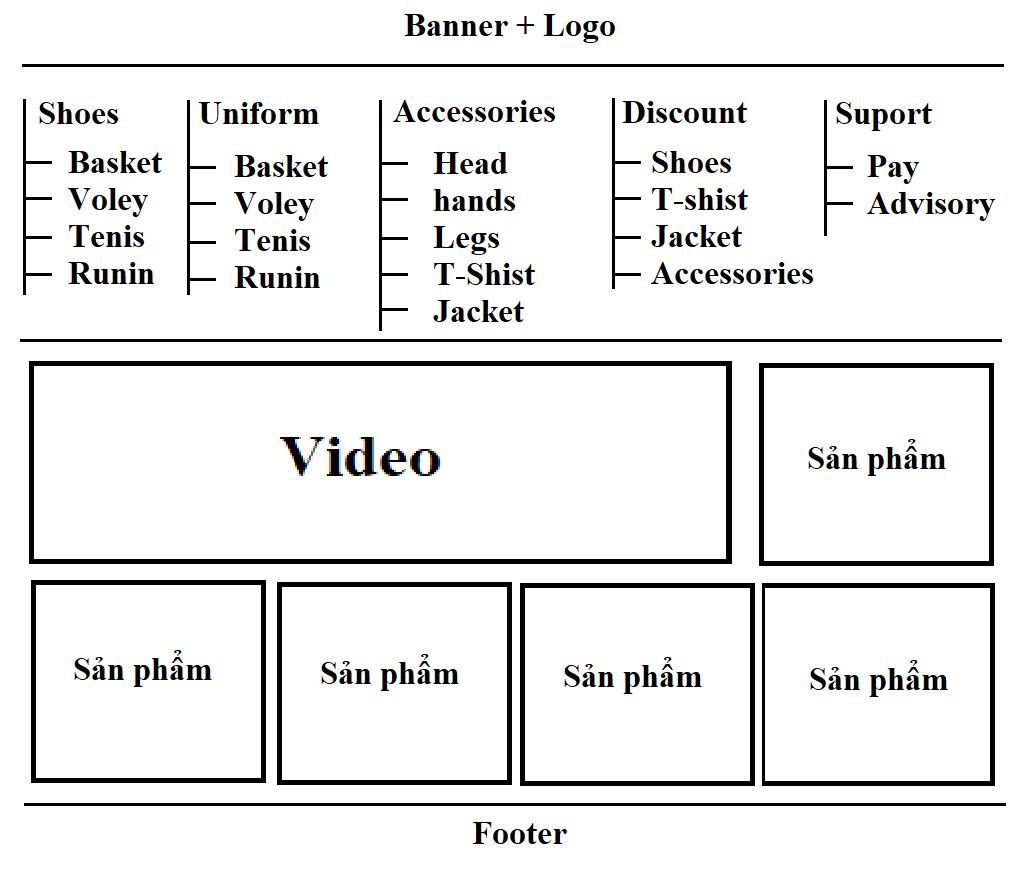 Banner + Logo
Shoes
Basket
Voley
Tenis
Runin
Uniform
Basket
Voley
Tenis
Runin
Accessories
Head
hands
Legs
T-Shist
Jacket
Discount
Shoes
T-shist
Jacket
Accessories
Suport
Pay
Advisory
Video
Sản phẩm
Sản phẩm
Sản phẩm
Sản phẩm
Sản phẩm
Footer